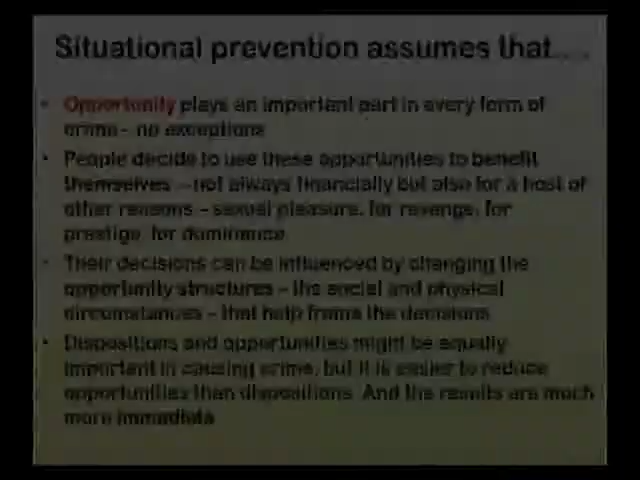 Situational prevention assumes that.....
• Opportunity plays an important part in every form of
crime - no exceptions
• People decide to use these opportunities to benefit
themselves - not always financially but also for a host of
other reasons - sexual pleasure, for revenge, for
prestige, for dominance
• Their decisions can be influenced by changing the
opportunity structures - the social and physical
circumstances - that help frame the decisions
• Dispositions and opportunities might be equally
important in causing crime, but it is easier to reduce
opportunities than dispositions. And the results are much
more immediate